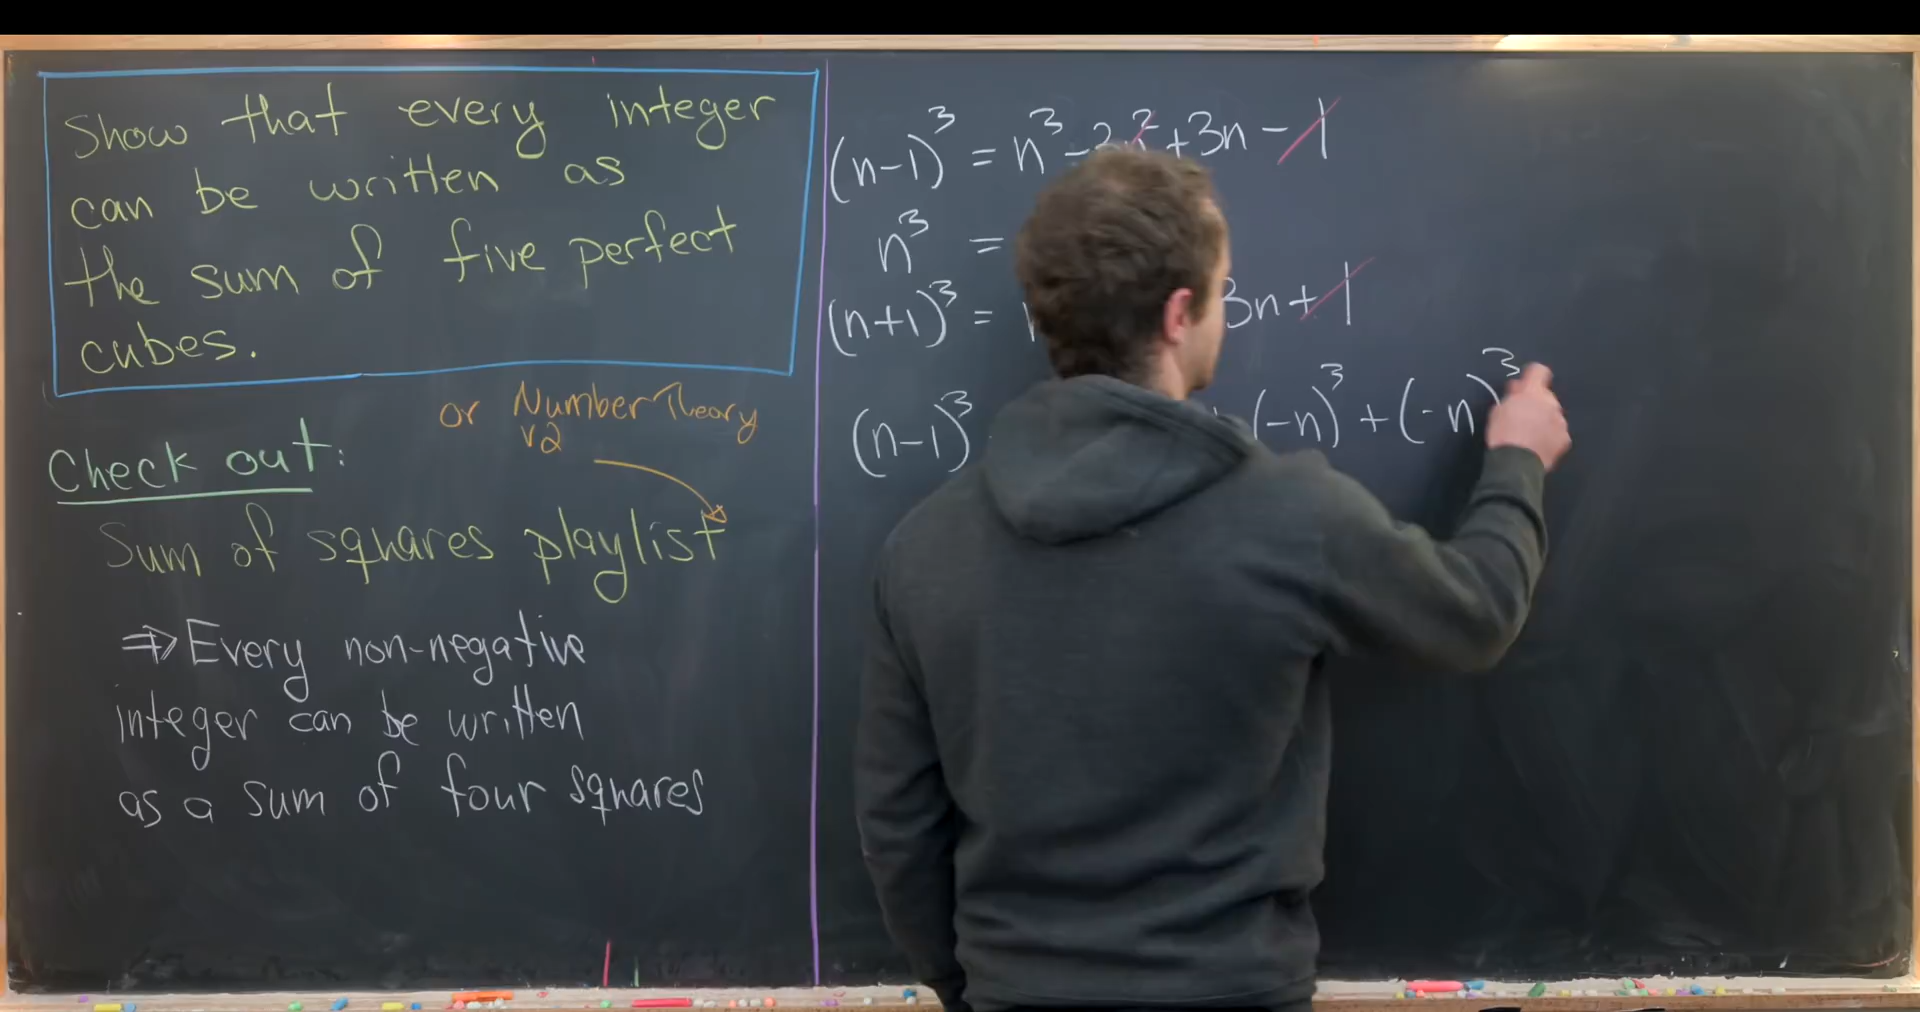 Show that every integer
can be written as
the sum of five perfect
cubes.
or Number Theory
v2
Check out:
Sum of squares playlist
⇒ Every non-negative
integer can be written
as a sum of four squares
(n-1)³ = n³ - +3n - 1
n³ =
(n+1)³ = 3n + 1
(n-1)³ (-n)³ + (-n)³